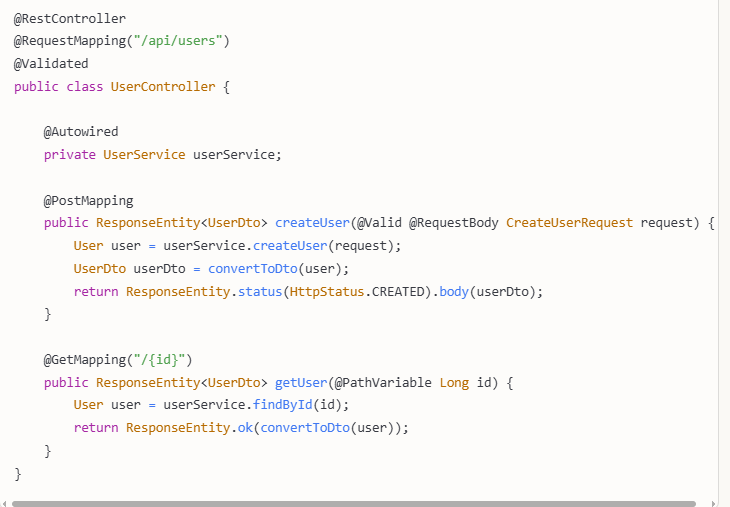 @RestController
@RequestMapping("/api/users")
@Validated
public class UserController {
@Autowired
private UserService userService;
@PostMapping
public ResponseEntity<UserDto> createUser(@Valid @RequestBody CreateUserRequest request) {
User user = userService.createUser(request);
UserDto userDto = convertToDto(user);
return ResponseEntity.status(HttpStatus.CREATED).body(userDto);
}
@GetMapping("/{id}")
public ResponseEntity<UserDto> getUser(@PathVariable Long id) {
User user = userService.findById(id);
return ResponseEntity.ok(convertToDto(user));
}
}